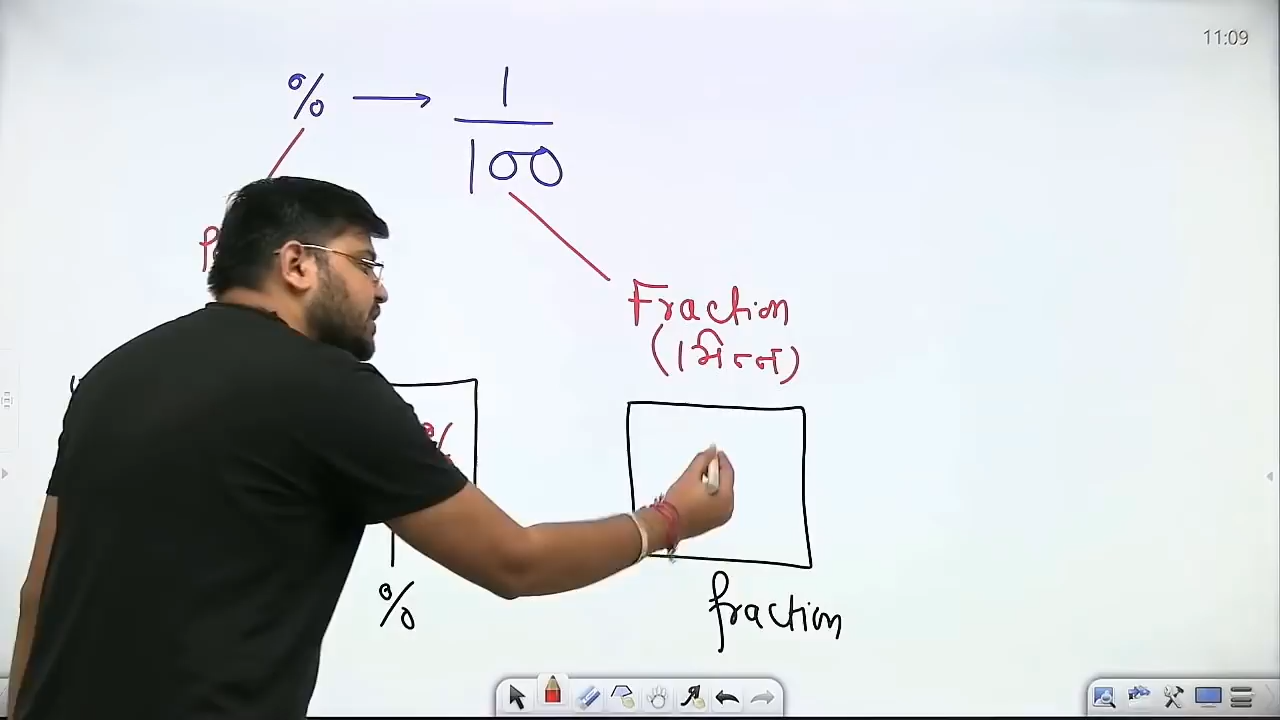 11:09
% → 1/100
Fraction
(भिन्न)
%
%
fraction